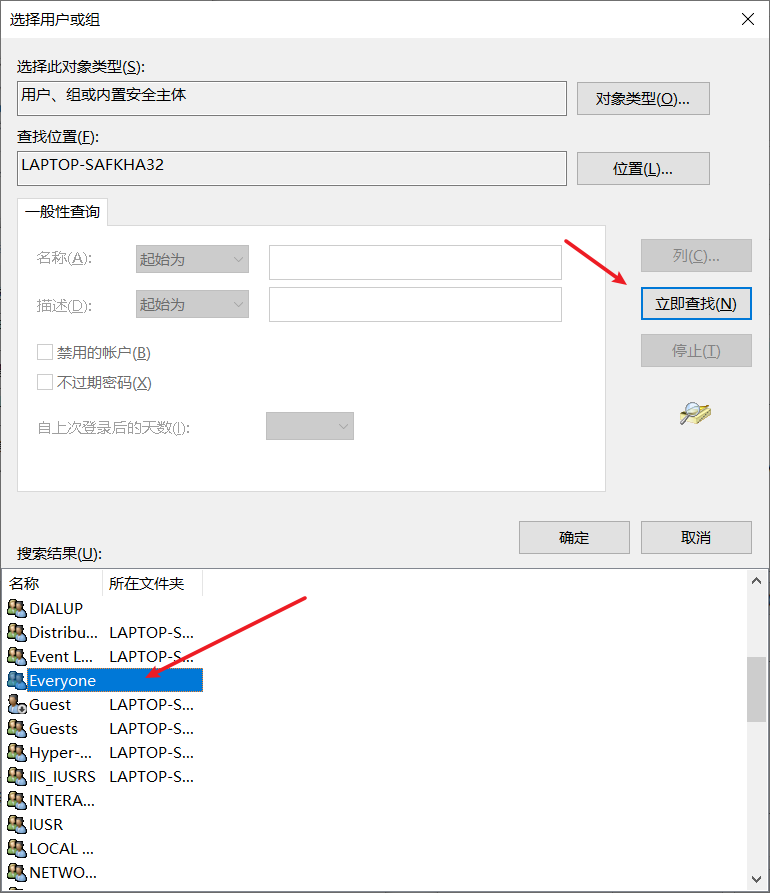 选择用户或组
选择此对象类型(S):
用户、组或内置安全主体
对象类型(O)...
查找位置(F):
LAPTOP-SAFKHA32
位置(L)...
一般性查询
名称(A): 起始为
列(C)...
描述(D): 起始为
立即查找(N)
禁用的帐户(B)
停止(T)
不过期密码(X)
自上次登录后的天数(I):
确定 取消
搜索结果(U):
名称 所在文件夹
DIALUP
Distribu... LAPTOP-S...
Event L... LAPTOP-S...
Everyone
Guest LAPTOP-S...
Guests LAPTOP-S...
Hyper-... LAPTOP-S...
IIS_IUSRS LAPTOP-S...
INTERA...
IUSR
LOCAL ...
NETWO...